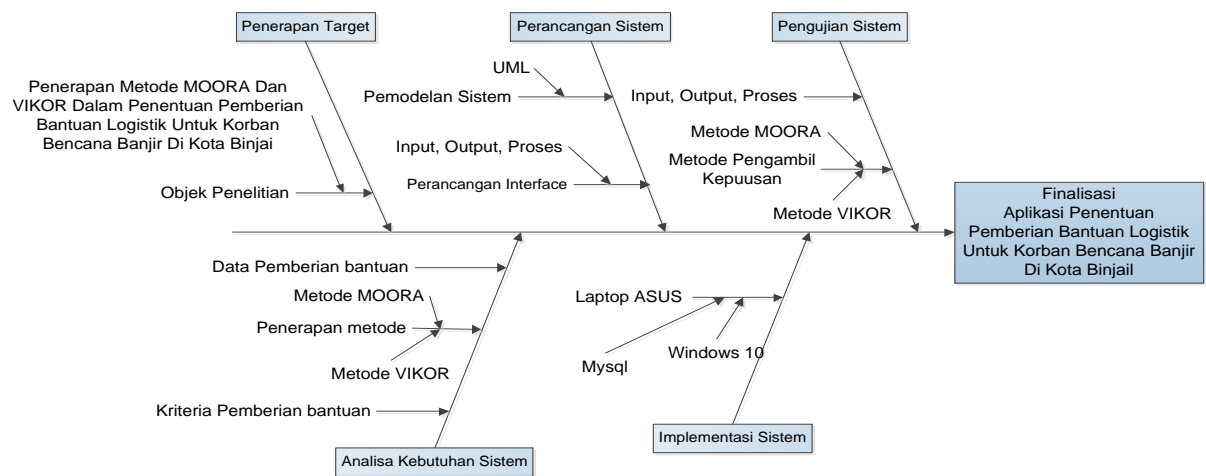 Penerapan Target
Perancangan Sistem
Pengujian Sistem
Penerapan Metode MOORA Dan
VIKOR Dalam Penentuan Pemberian
Bantuan Logistik Untuk Korban
Bencana Banjir Di Kota Binjai
Objek Penelitian
UML
Pemodelan Sistem
Input, Output, Proses
Perancangan Interface
Input, Output, Proses
Metode MOORA
Metode Pengambil
Kepuusan
Metode VIKOR
Finalisasi
Aplikasi Penentuan
Pemberian Bantuan Logistik
Untuk Korban Bencana Banjir
Di Kota Binjail
Data Pemberian bantuan
Metode MOORA
Penerapan metode
Metode VIKOR
Kriteria Pemberian bantuan
Analisa Kebutuhan Sistem
Laptop ASUS
Windows 10
Mysql
Implementasi Sistem